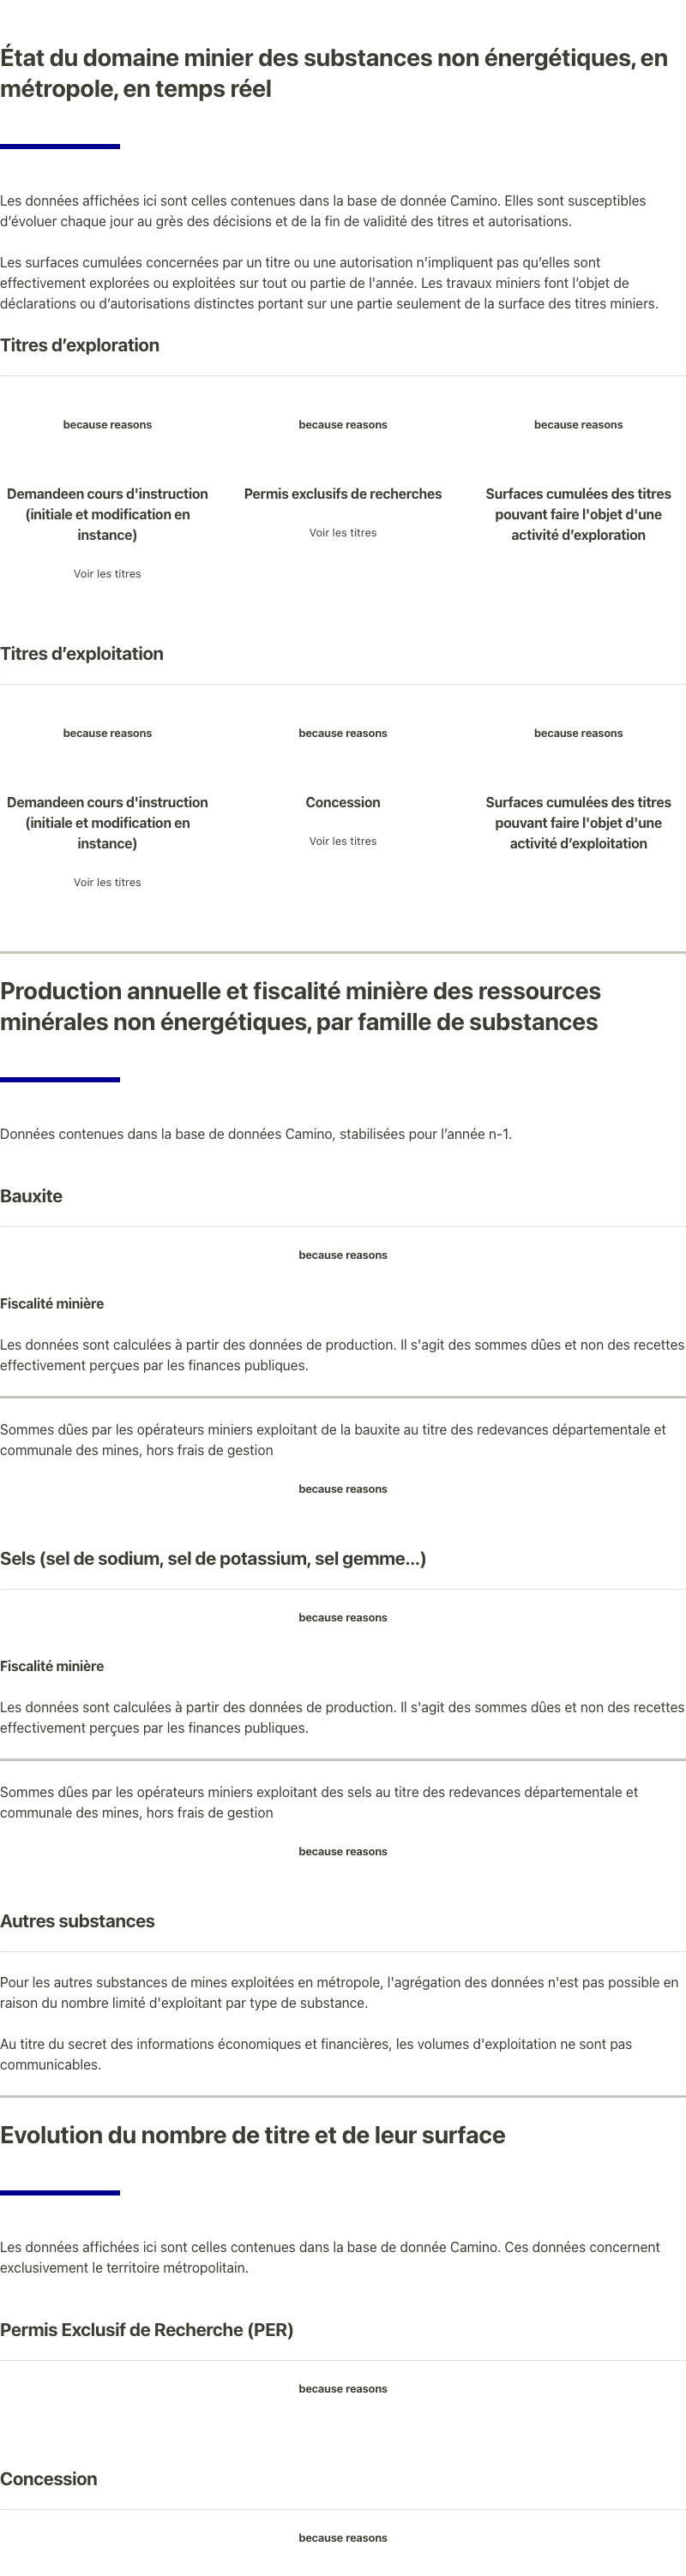 État du domaine minier des substances non énergétiques, en
métropole, en temps réel
Les données affichées ici sont celles contenues dans la base de donnée Camino. Elles sont susceptibles
d’évoluer chaque jour au grès des décisions et de la fin de validité des titres et autorisations.
Les surfaces cumulées concernées par un titre ou une autorisation n’impliquent pas qu’elles sont
effectivement explorées ou exploitées sur tout ou partie de l'année. Les travaux miniers font l’objet de
déclarations ou d’autorisations distinctes portant sur une partie seulement de la surface des titres miniers.
Titres d’exploration
because reasons
because reasons
because reasons
Demandeen cours d'instruction
(initiale et modification en
instance)
Voir les titres
Permis exclusifs de recherches
Voir les titres
Surfaces cumulées des titres
pouvant faire l'objet d'une
activité d’exploration
Titres d’exploitation
because reasons
because reasons
because reasons
Demandeen cours d'instruction
(initiale et modification en
instance)
Voir les titres
Concession
Voir les titres
Surfaces cumulées des titres
pouvant faire l'objet d'une
activité d’exploitation
Production annuelle et fiscalité minière des ressources
minérales non énergétiques, par famille de substances
Données contenues dans la base de données Camino, stabilisées pour l’année n-1.
Bauxite
because reasons
Fiscalité minière
Les données sont calculées à partir des données de production. Il s'agit des sommes dûes et non des recettes
effectivement perçues par les finances publiques.
Sommes dûes par les opérateurs miniers exploitant de la bauxite au titre des redevances départementale et
communale des mines, hors frais de gestion
because reasons
Sels (sel de sodium, sel de potassium, sel gemme...)
because reasons
Fiscalité minière
Les données sont calculées à partir des données de production. Il s'agit des sommes dûes et non des recettes
effectivement perçues par les finances publiques.
Sommes dûes par les opérateurs miniers exploitant des sels au titre des redevances départementale et
communale des mines, hors frais de gestion
because reasons
Autres substances
Pour les autres substances de mines exploitées en métropole, l'agrégation des données n'est pas possible en
raison du nombre limité d'exploitant par type de substance.
Au titre du secret des informations économiques et financières, les volumes d'exploitation ne sont pas
communicables.
Evolution du nombre de titre et de leur surface
Les données affichées ici sont celles contenues dans la base de donnée Camino. Ces données concernent
exclusivement le territoire métropolitain.
Permis Exclusif de Recherche (PER)
because reasons
Concession
because reasons